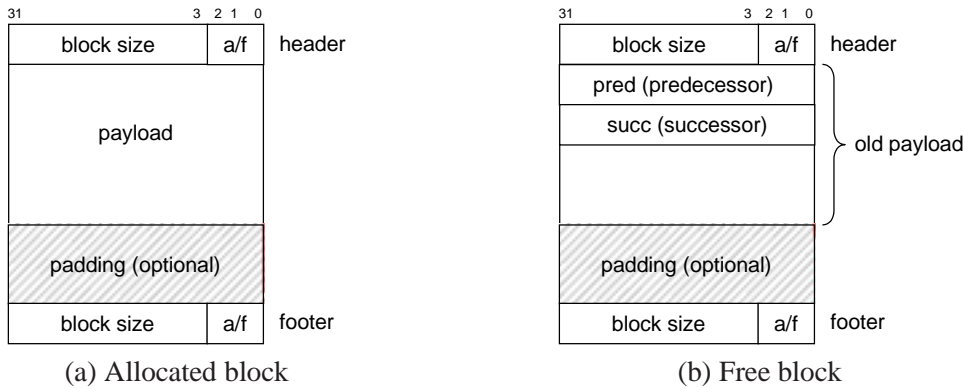 31 3 2 1 0
block size a/f header
payload
padding (optional)
block size a/f footer
(a) Allocated block
31 3 2 1 0
block size a/f header
pred (predecessor)
succ (successor)
old payload
padding (optional)
block size a/f footer
(b) Free block